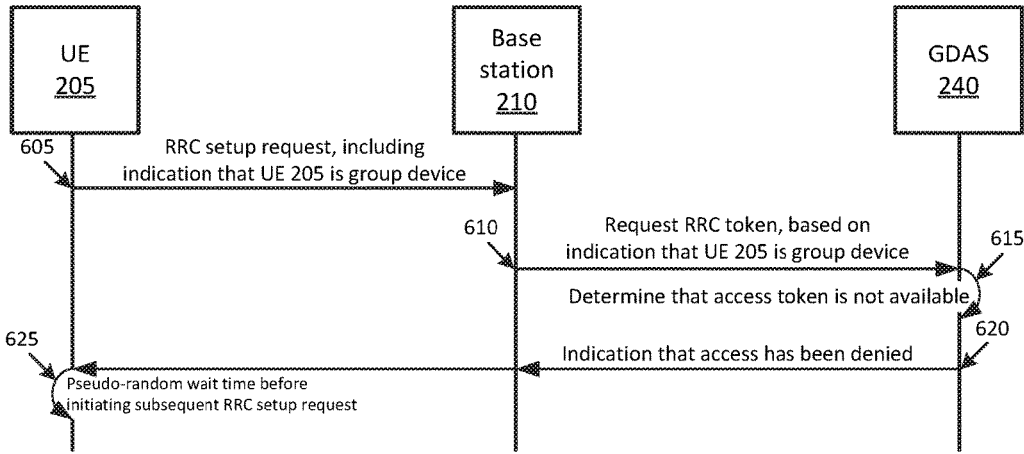 UE
205
Base
station
210
GDAS
240
605
RRC setup request, including
indication that UE 205 is group device
610
Request RRC token, based on
indication that UE 205 is group device
615
Determine that access token is not available
620
Indication that access has been denied
625
Pseudo-random wait time before
initiating subsequent RRC setup request